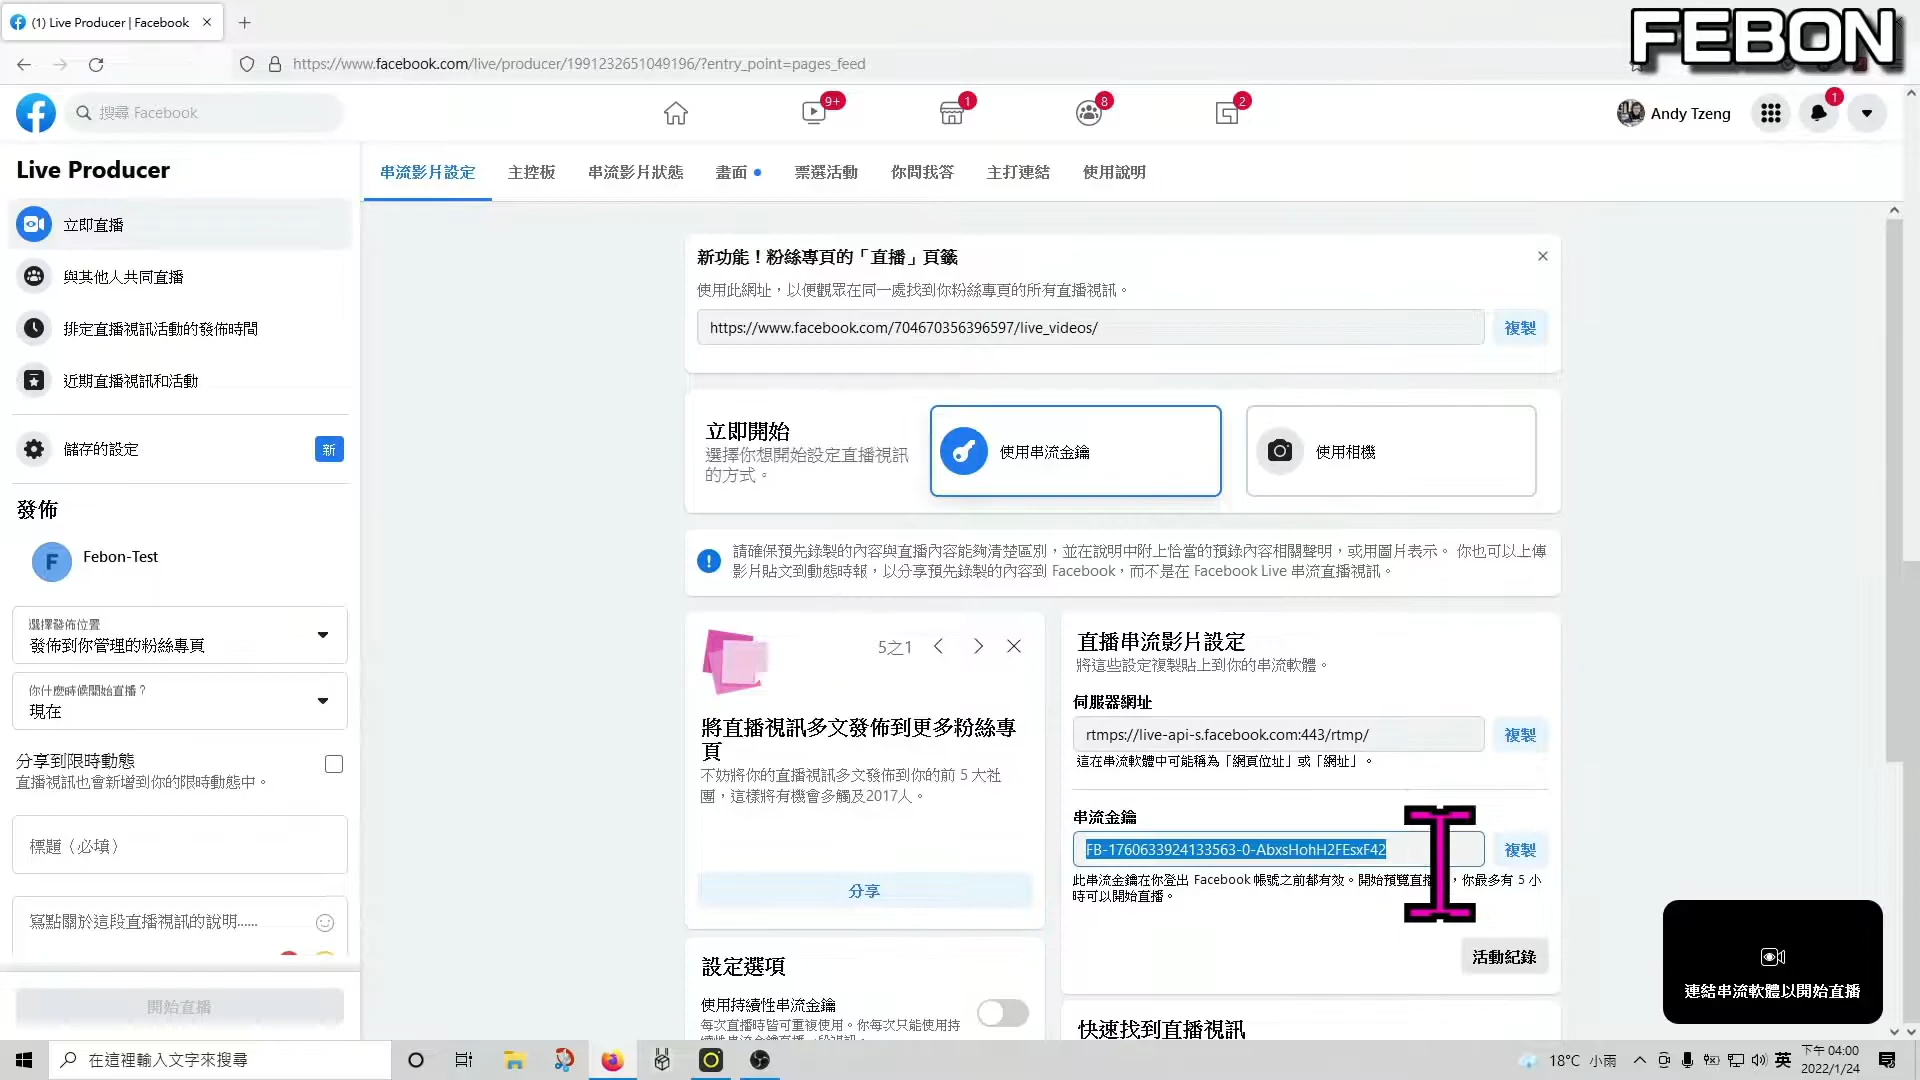 (1) Live Producer | Facebook
FEBON
https://www.facebook.com/live/producer/1991232651049196/?entry_point=pages_feed
搜尋 Facebook
9+
1
8
2
Andy Tzeng
1
Live Producer
立即直播
與其他人共同直播
排定直播視訊活動的發佈時間
近期直播視訊和活動
儲存的設定
新
發佈
F
Febon-Test
選擇發佈位置
發佈到你管理的粉絲專頁
你什麼時候開始直播？
現在
分享到限時動態
直播視訊也會新增到你的限時動態中。
標題（必填）
寫點關於這段直播視訊的說明......
開始直播
串流影片設定
主控板
串流影片狀態
畫面
票選活動
你問我答
主打連結
使用說明
新功能！粉絲專頁的「直播」頁籤
使用此網址，以便觀眾在同一處找到你粉絲專頁的所有直播視訊。
https://www.facebook.com/704670356396597/live_videos/
複製
立即開始
選擇你想開始設定直播視訊
的方式。
使用串流金鑰
使用相機
請確保預先錄製的內容與直播內容能夠清楚區別，並在說明中附上恰當的預錄內容相關聲明，或用圖片表示。 你也可以上傳
影片貼文到動態時報，以分享預先錄製的內容到 Facebook，而不是在 Facebook Live 串流直播視訊。
5之1
將直播視訊多文發佈到更多粉絲專
頁
不妨將你的直播視訊多文發佈到你的前 5 大社
團，這樣將有機會多觸及2017人。
分享
設定選項
使用持續性串流金鑰
每次直播時皆可重複使用。你每次只能使用持
直播串流影片設定
將這些設定複製貼上到你的串流軟體。
伺服器網址
rtmps://live-api-s.facebook.com:443/rtmp/
複製
這在串流軟體中可能稱為「網頁位址」或「網址」。
串流金鑰
FB-1760633924133563-0-AbxsHohH2FEsxF42
複製
此串流金鑰在你登出 Facebook 帳號之前都有效。開始預覽直播，你最多有 5 小
時可以開始直播。
活動紀錄
快速找到直播視訊
連結串流軟體以開始直播
在這裡輸入文字來搜尋
18°C 小雨
英
下午 04:00
2022/1/24